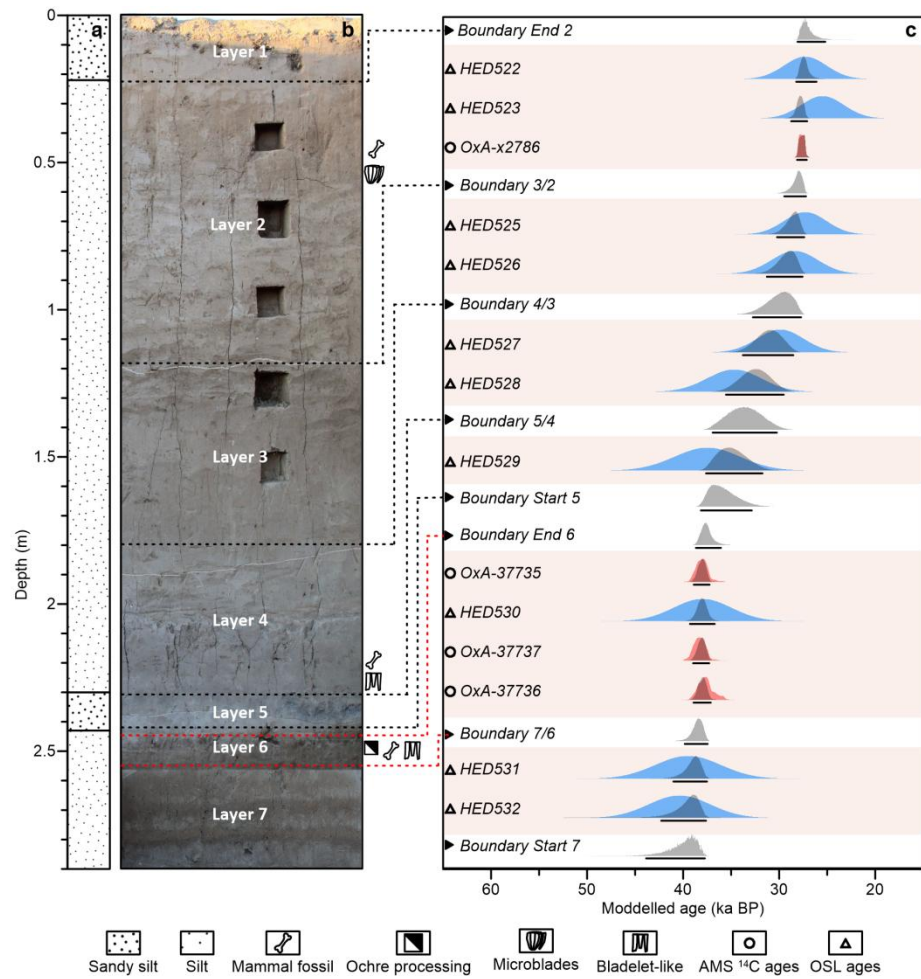 a
b
c
0
0.5
1
1.5
2
2.5
Depth (m)
Layer 1
Layer 2
Layer 3
Layer 4
Layer 5
Layer 6
Layer 7
Boundary End 2
HED522
HED523
OxA-x2786
Boundary 3/2
HED525
HED526
Boundary 4/3
HED527
HED528
Boundary 5/4
HED529
Boundary Start 5
Boundary End 6
OxA-37735
HED530
OxA-37737
OxA-37736
Boundary 7/6
HED531
HED532
Boundary Start 7
60 50 40 30 20
Moddelled age (ka BP)
Sandy silt Silt Mammal fossil Ochre processing Microblades Bladelet-like AMS ¹⁴C ages OSL ages